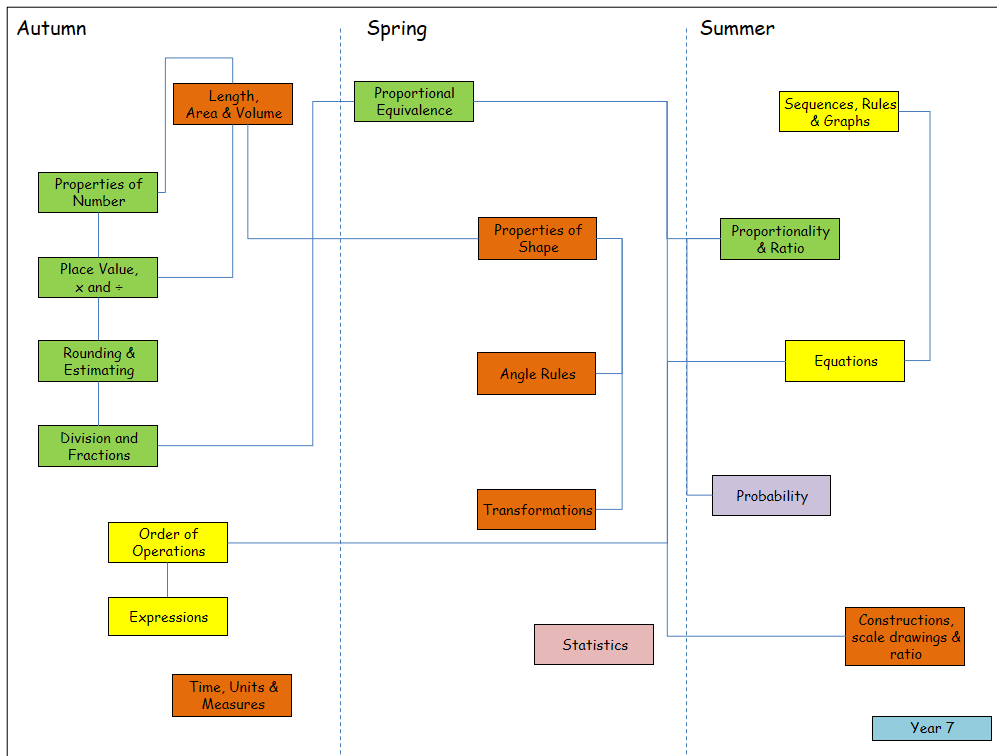 Autumn
Spring
Summer
Length,
Area & Volume
Properties of
Number
Place Value,
x and ÷
Rounding &
Estimating
Division and
Fractions
Order of
Operations
Expressions
Time, Units &
Measures
Proportional
Equivalence
Properties of
Shape
Angle Rules
Transformations
Statistics
Sequences, Rules
& Graphs
Proportionality
& Ratio
Equations
Probability
Constructions,
scale drawings &
ratio
Year 7